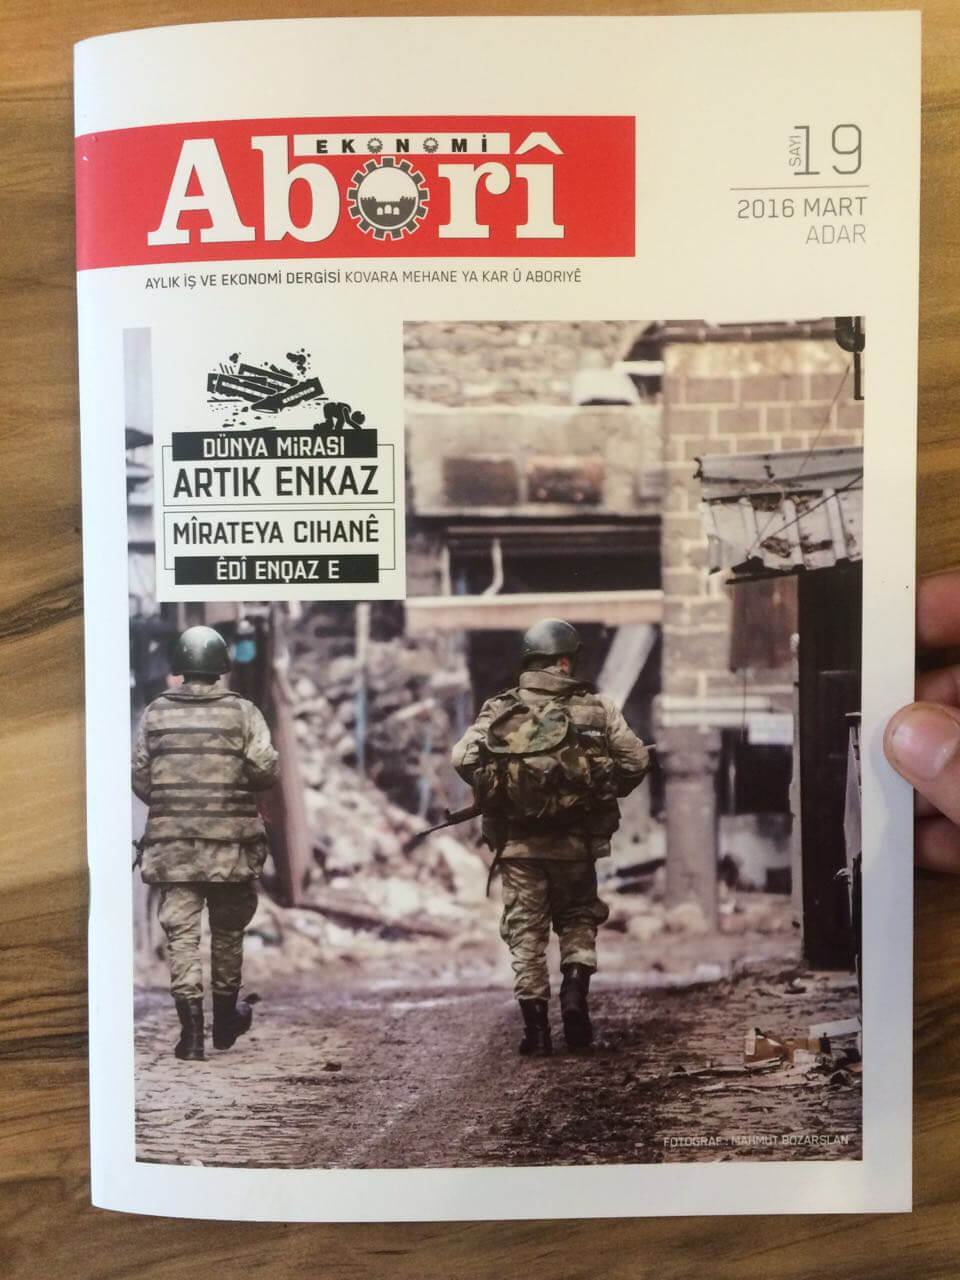 EKONOMİ
Aborî
SAYI 19
2016 MART
ADAR
AYLIK İŞ VE EKONOMİ DERGİSİ KOVARA MEHANE YA KAR Û ABORIYÊ
DÜNYA MİRASI
ARTIK ENKAZ
MÎRATEYA CIHANÊ
ÊDÎ ENQAZ E
FOTOGRAF : MAHMUT BOZARSLAN